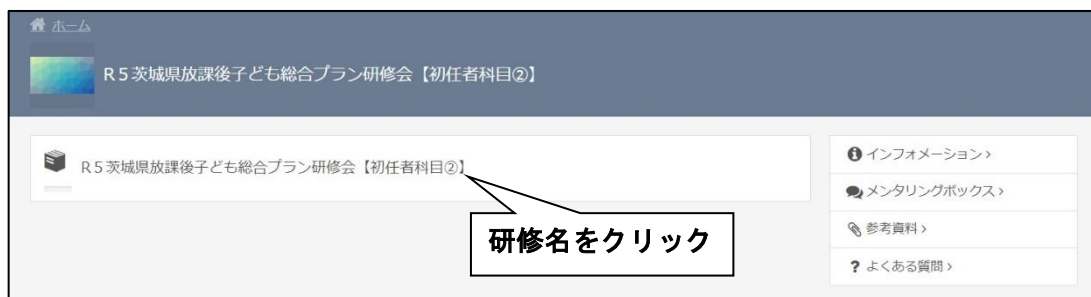 ホーム
R5茨城県放課後子ども総合プラン研修会【初任者科目②】
R5茨城県放課後子ども総合プラン研修会【初任者科目②】
研修名をクリック
インフォメーション ›
メンタリングボックス ›
参考資料 ›
? よくある質問 ›